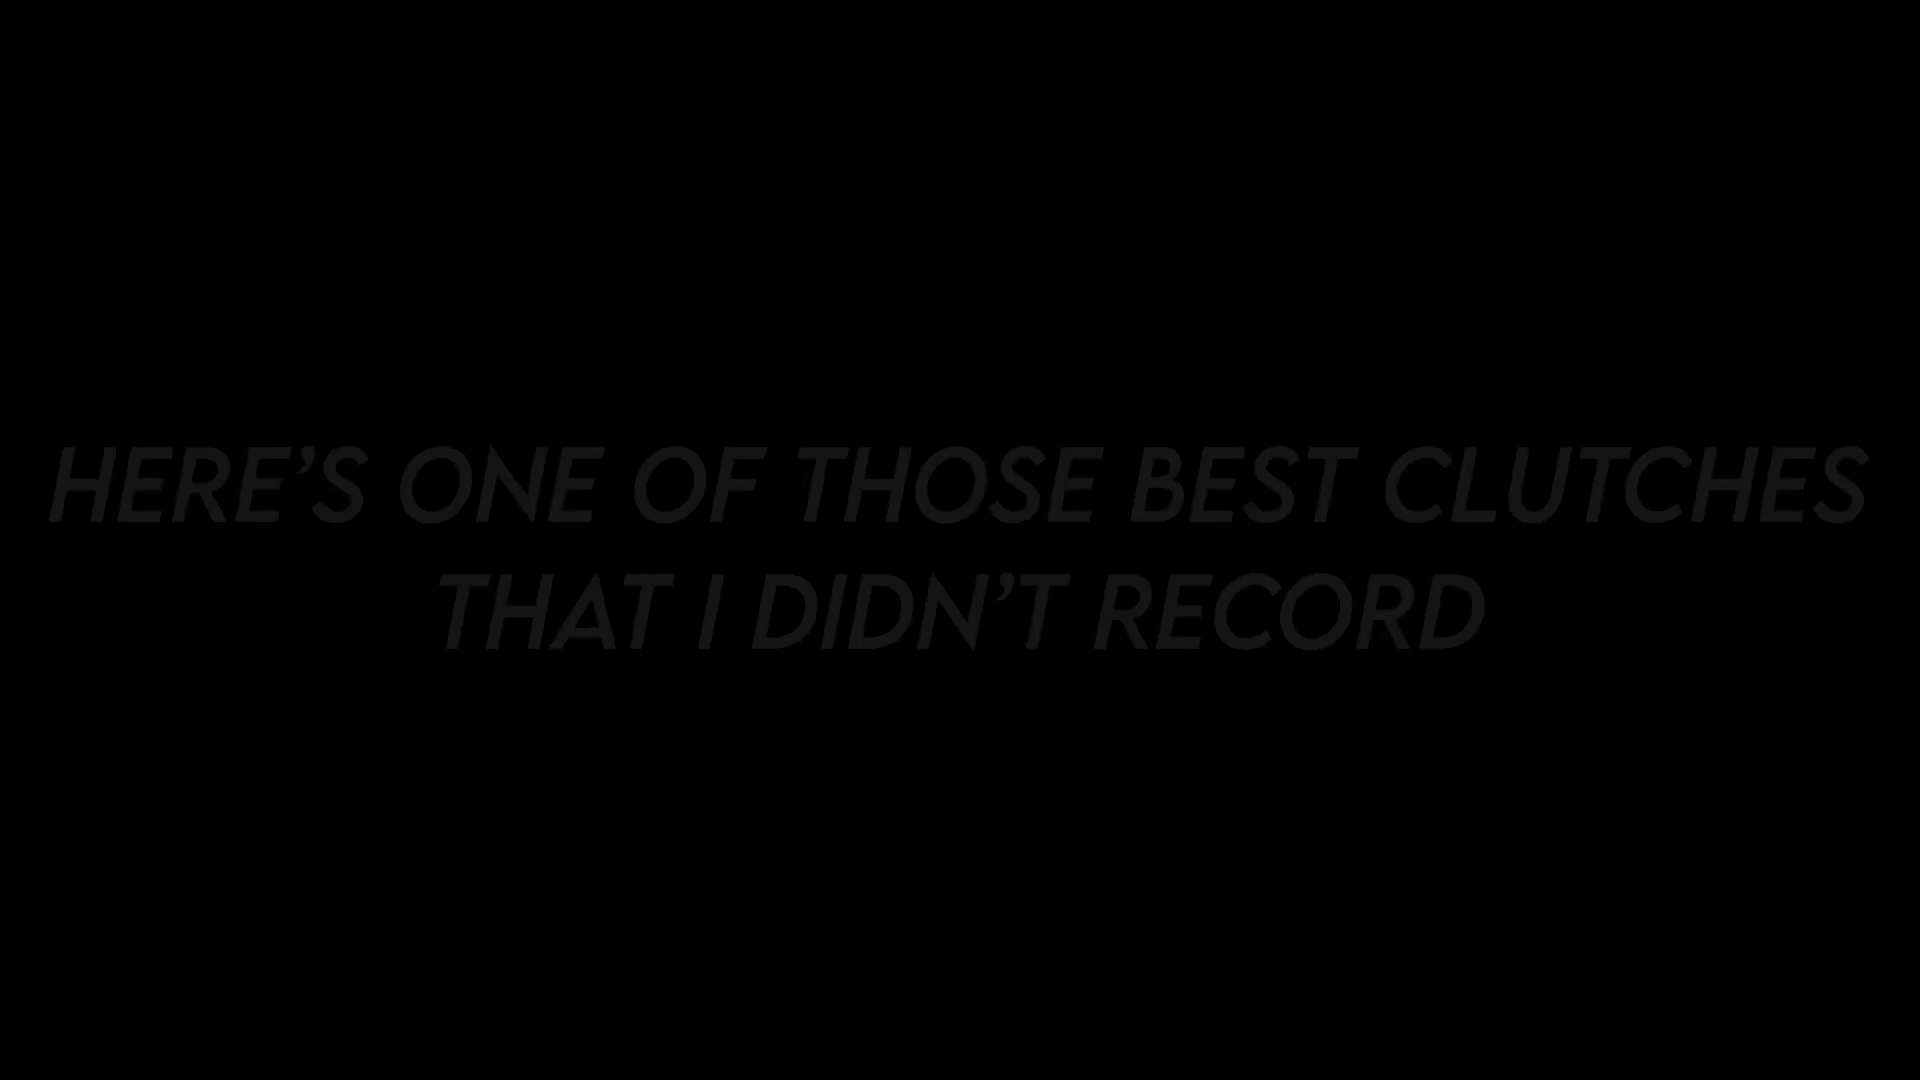 HERE’S ONE OF THOSE BEST CLUTCHES
THAT I DIDN’T RECORD